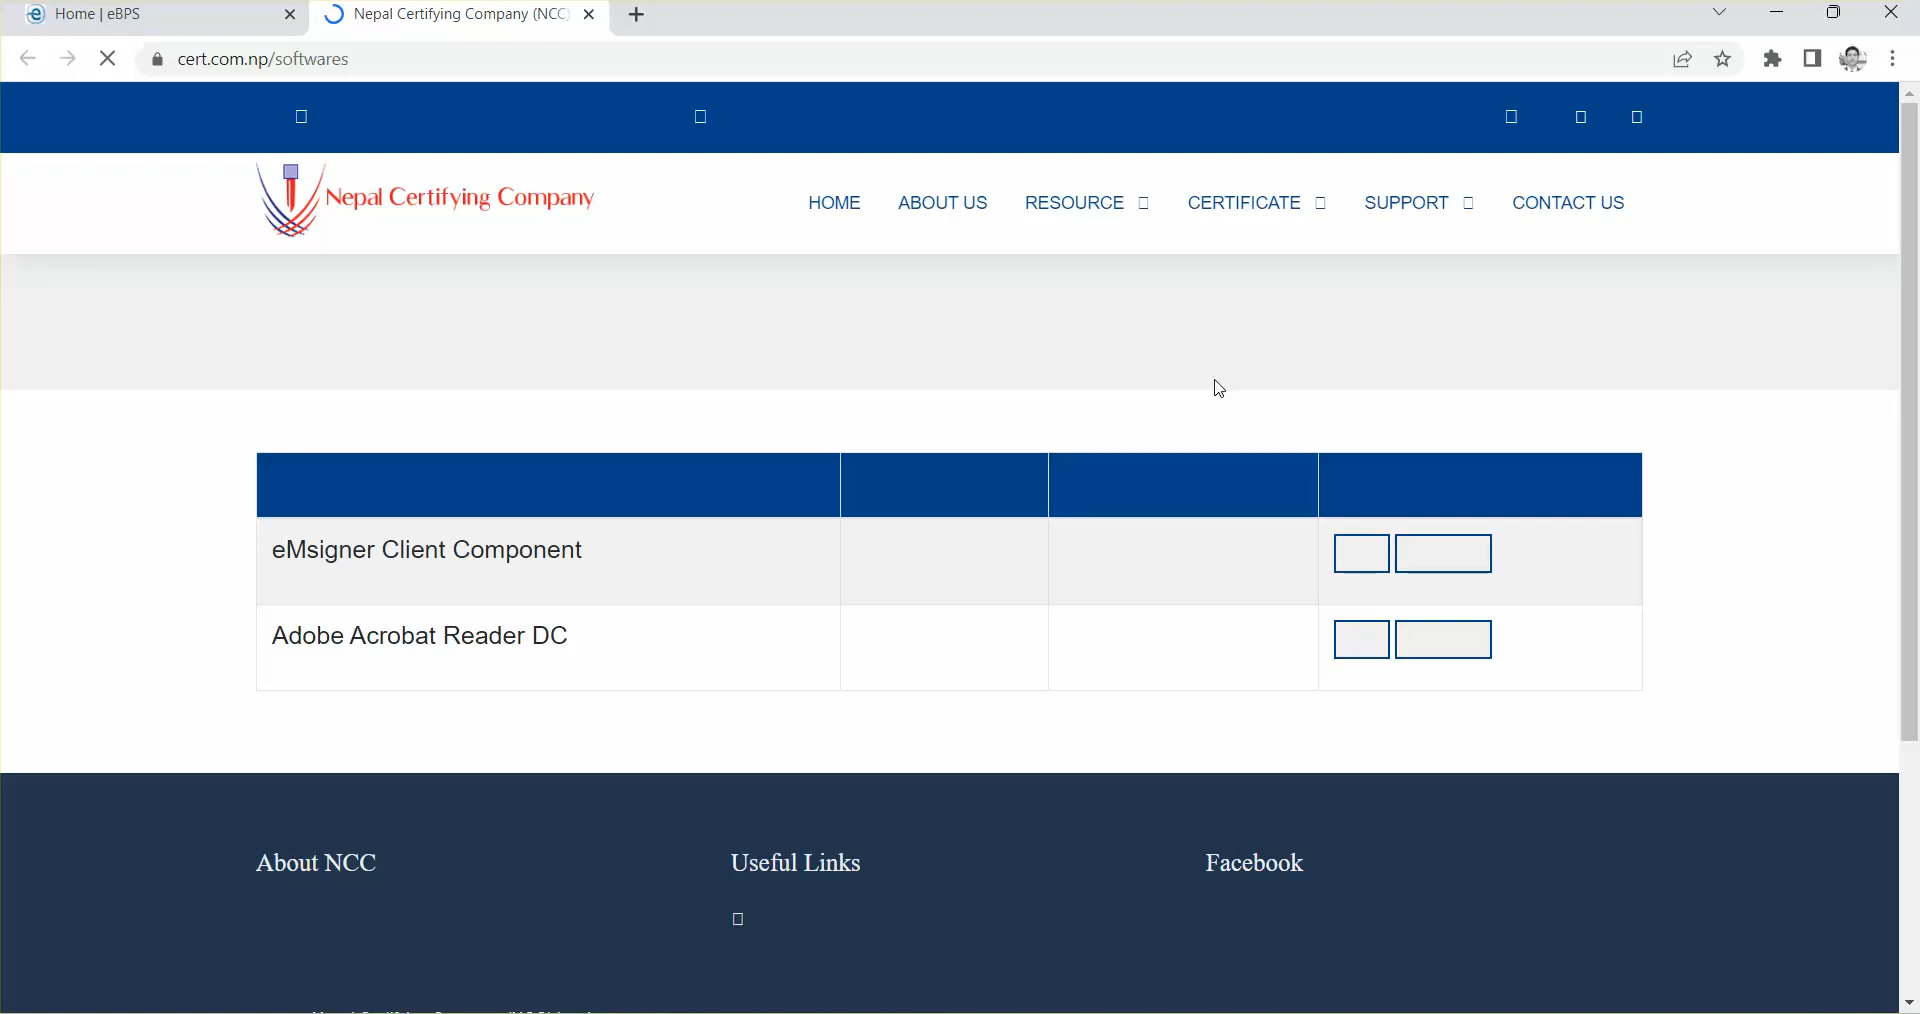 Home | eBPS
Nepal Certifying Company (NCC)
cert.com.np/softwares
Nepal Certifying Company
HOME ABOUT US RESOURCE CERTIFICATE SUPPORT CONTACT US
eMsigner Client Component
Adobe Acrobat Reader DC
About NCC Useful Links Facebook